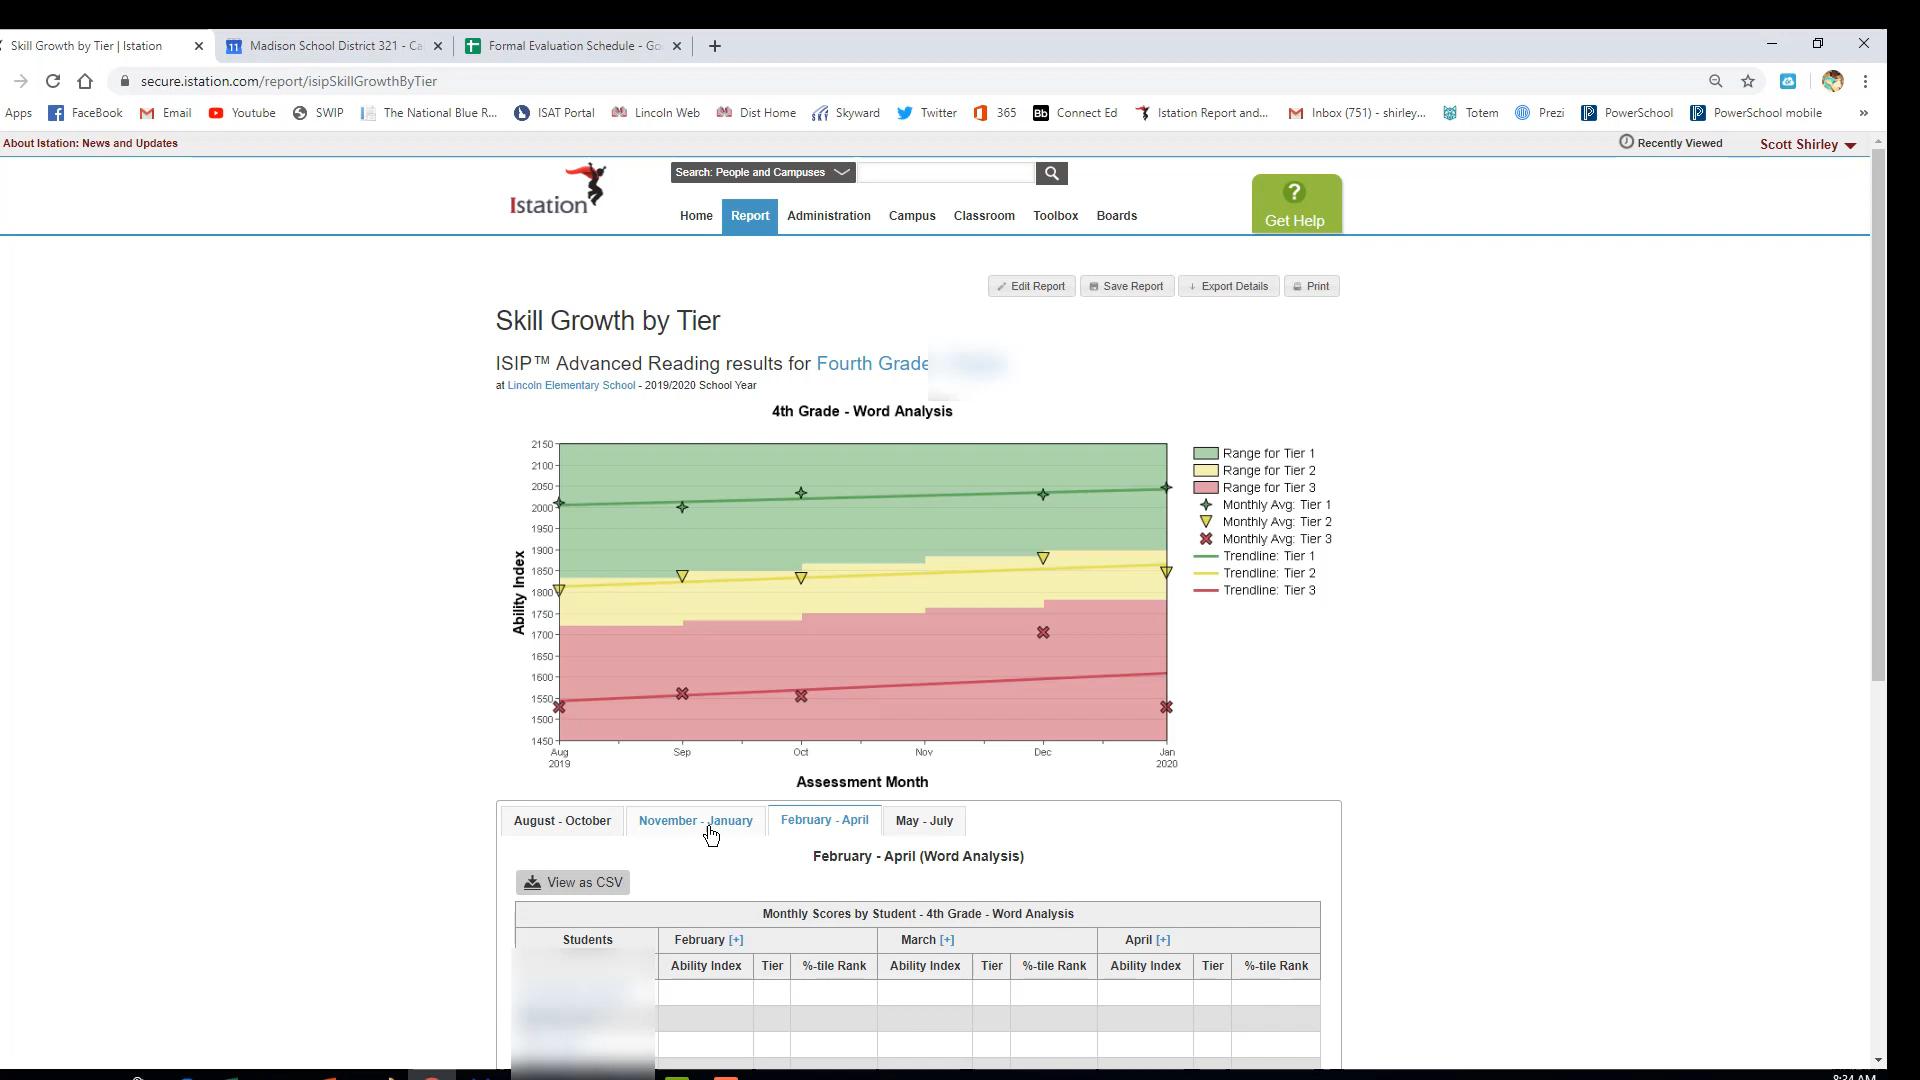 Skill Growth by Tier | Istation
Madison School District 321 - Ca
Formal Evaluation Schedule - Go
secure.istation.com/report/isipSkillGrowthByTier
Apps FaceBook Email Youtube SWIP The National Blue R... ISAT Portal Lincoln Web Dist Home Skyward Twitter 365 Bb Connect Ed Istation Report and... Inbox (751) - shirley... Totem Prezi PowerSchool PowerSchool mobile »
About Istation: News and Updates
Recently Viewed
Scott Shirley
Istation
Search: People and Campuses
Home Report Administration Campus Classroom Toolbox Boards
?
Get Help
Edit Report Save Report Export Details Print
Skill Growth by Tier
ISIP™ Advanced Reading results for Fourth Grade
at Lincoln Elementary School - 2019/2020 School Year
4th Grade - Word Analysis
Ability Index
2150
2100
2050
2000
1950
1900
1850
1800
1750
1700
1650
1600
1550
1500
1450
Aug Sep Oct Nov Dec Jan
2019 2020
Assessment Month
Range for Tier 1
Range for Tier 2
Range for Tier 3
Monthly Avg: Tier 1
Monthly Avg: Tier 2
Monthly Avg: Tier 3
Trendline: Tier 1
Trendline: Tier 2
Trendline: Tier 3
August - October November - January February - April May - July
February - April (Word Analysis)
View as CSV
Monthly Scores by Student - 4th Grade - Word Analysis
Students February [+] March [+] April [+]
Ability Index Tier %-tile Rank Ability Index Tier %-tile Rank Ability Index Tier %-tile Rank